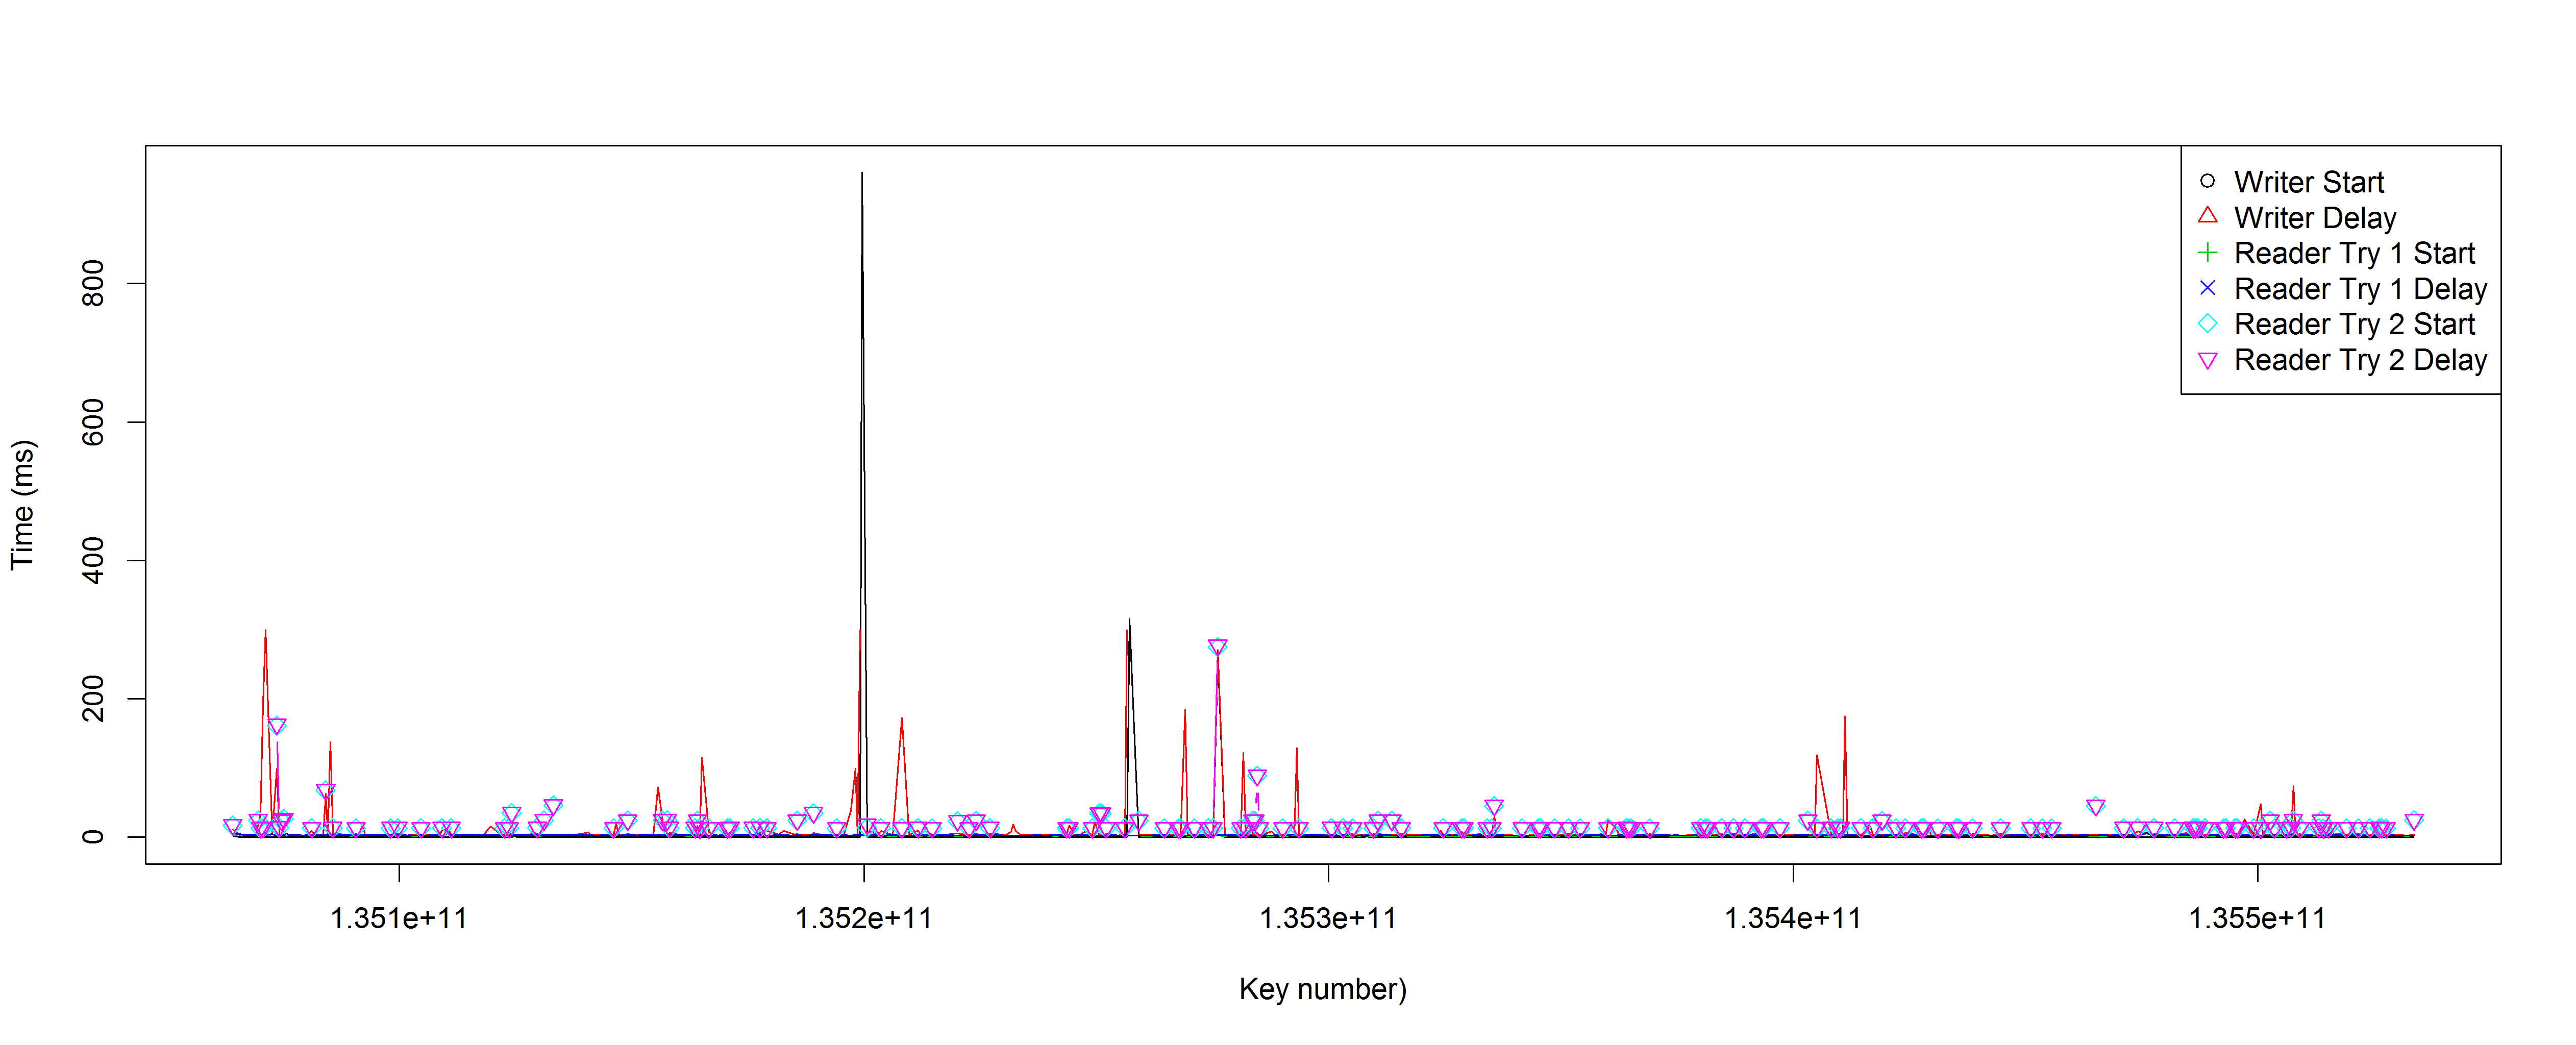 Writer Start
Writer Delay
Reader Try 1 Start
Reader Try 1 Delay
Reader Try 2 Start
Reader Try 2 Delay
Time (ms)
800
600
400
200
0
1.351e+11 1.352e+11 1.353e+11 1.354e+11 1.355e+11
Key number)